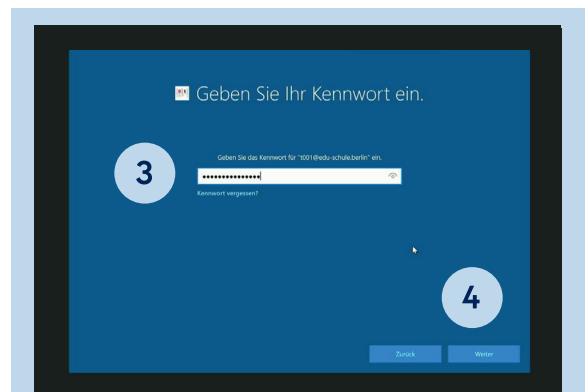 Geben Sie Ihr Kennwort ein.
Geben Sie das Kennwort für "t001@edu-schule.berlin" ein.
3
Kennwort vergessen?
4
Zurück Weiter